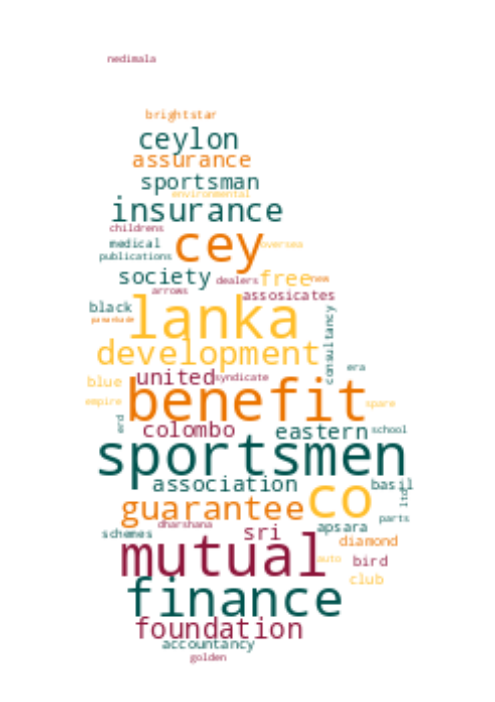 nedimala
brightstar
ceylon
assurance
sportsman
environmental
insurance
childrens
medical
cey
oversea
publications
society
dealers
free
new
arrows
assosicates
black
lanka
consultancy
development
era
blue
united
syndicate
empire
benefit
spare
erd
colombo
eastern
school
sportsmen
association
basil
ltd
guarantee
co
parts
dharshana
apsara
schemes
sri
diamond
mutual
auto
bird
club
finance
foundation
accountancy
golden